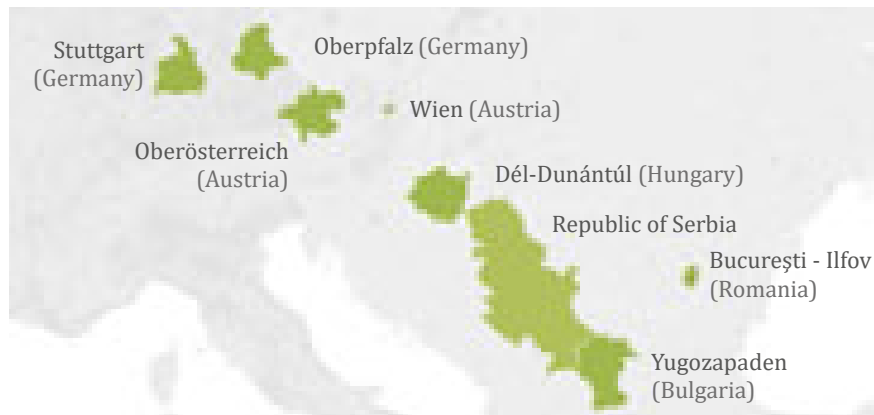 Stuttgart
(Germany)
Oberpfalz (Germany)
Wien (Austria)
Oberösterreich
(Austria)
Dél-Dunántúl (Hungary)
Republic of Serbia
Bucureşti - Ilfov
(Romania)
Yugozapaden
(Bulgaria)